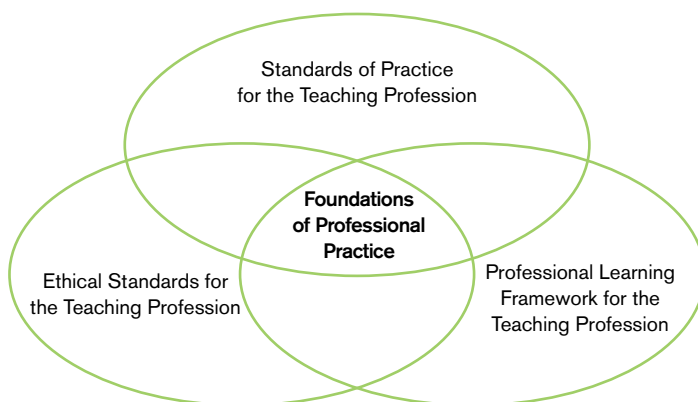 Standards of Practice
for the Teaching Profession
Foundations
of Professional
Practice
Ethical Standards for
the Teaching Profession
Professional Learning
Framework for the
Teaching Profession